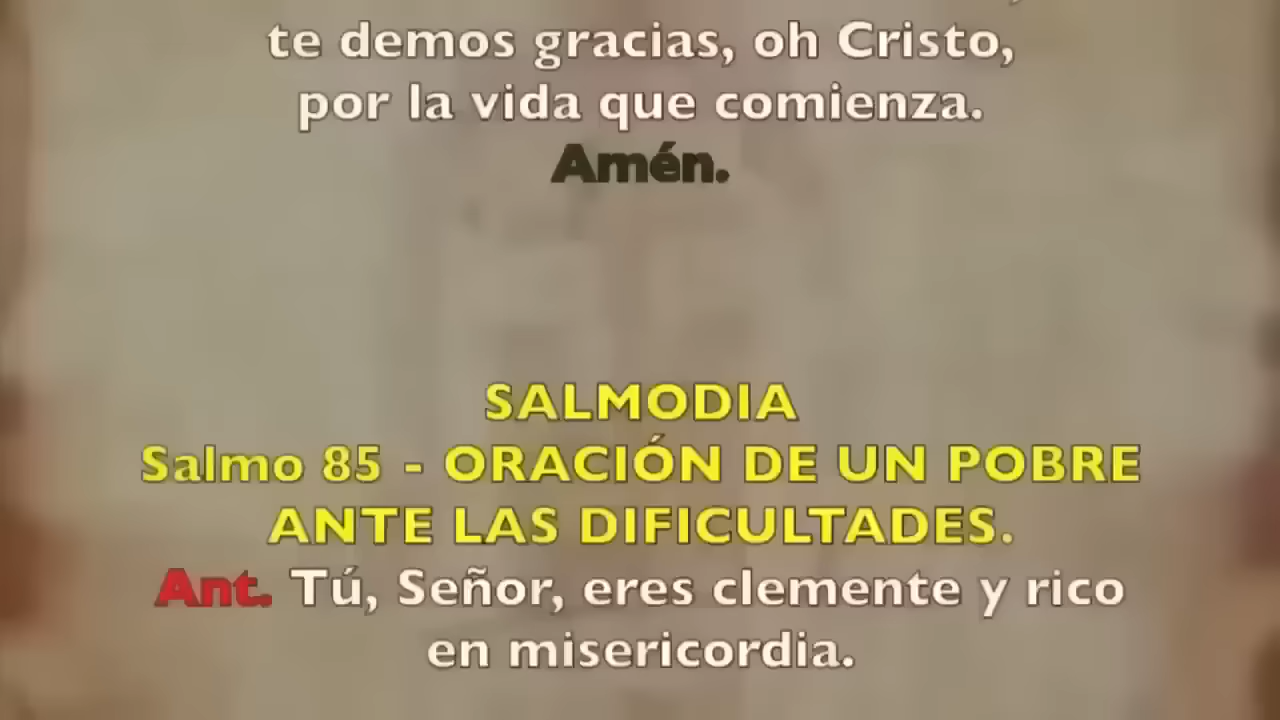 te demos gracias, oh Cristo,
por la vida que comienza.
Amén.
SALMODIA
Salmo 85 - ORACIÓN DE UN POBRE
ANTE LAS DIFICULTADES.
Ant. Tú, Señor, eres clemente y rico
en misericordia.